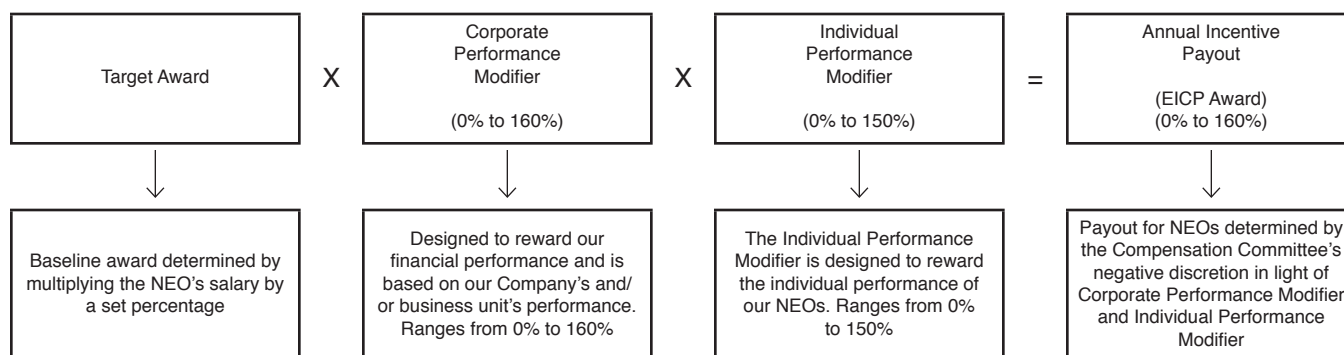 Target Award
X
Corporate
Performance
Modifier
(0% to 160%)
X
Individual
Performance
Modifier
(0% to 150%)
=
Annual Incentive
Payout
(EICP Award)
(0% to 160%)
Baseline award determined by
multiplying the NEO's salary by
a set percentage
Designed to reward our
financial performance and is
based on our Company's and/
or business unit's performance.
Ranges from 0% to 160%
The Individual Performance
Modifier is designed to reward
the individual performance of
our NEOs. Ranges from 0%
to 150%
Payout for NEOs determined by
the Compensation Committee's
negative discretion in light of
Corporate Performance Modifier
and Individual Performance
Modifier